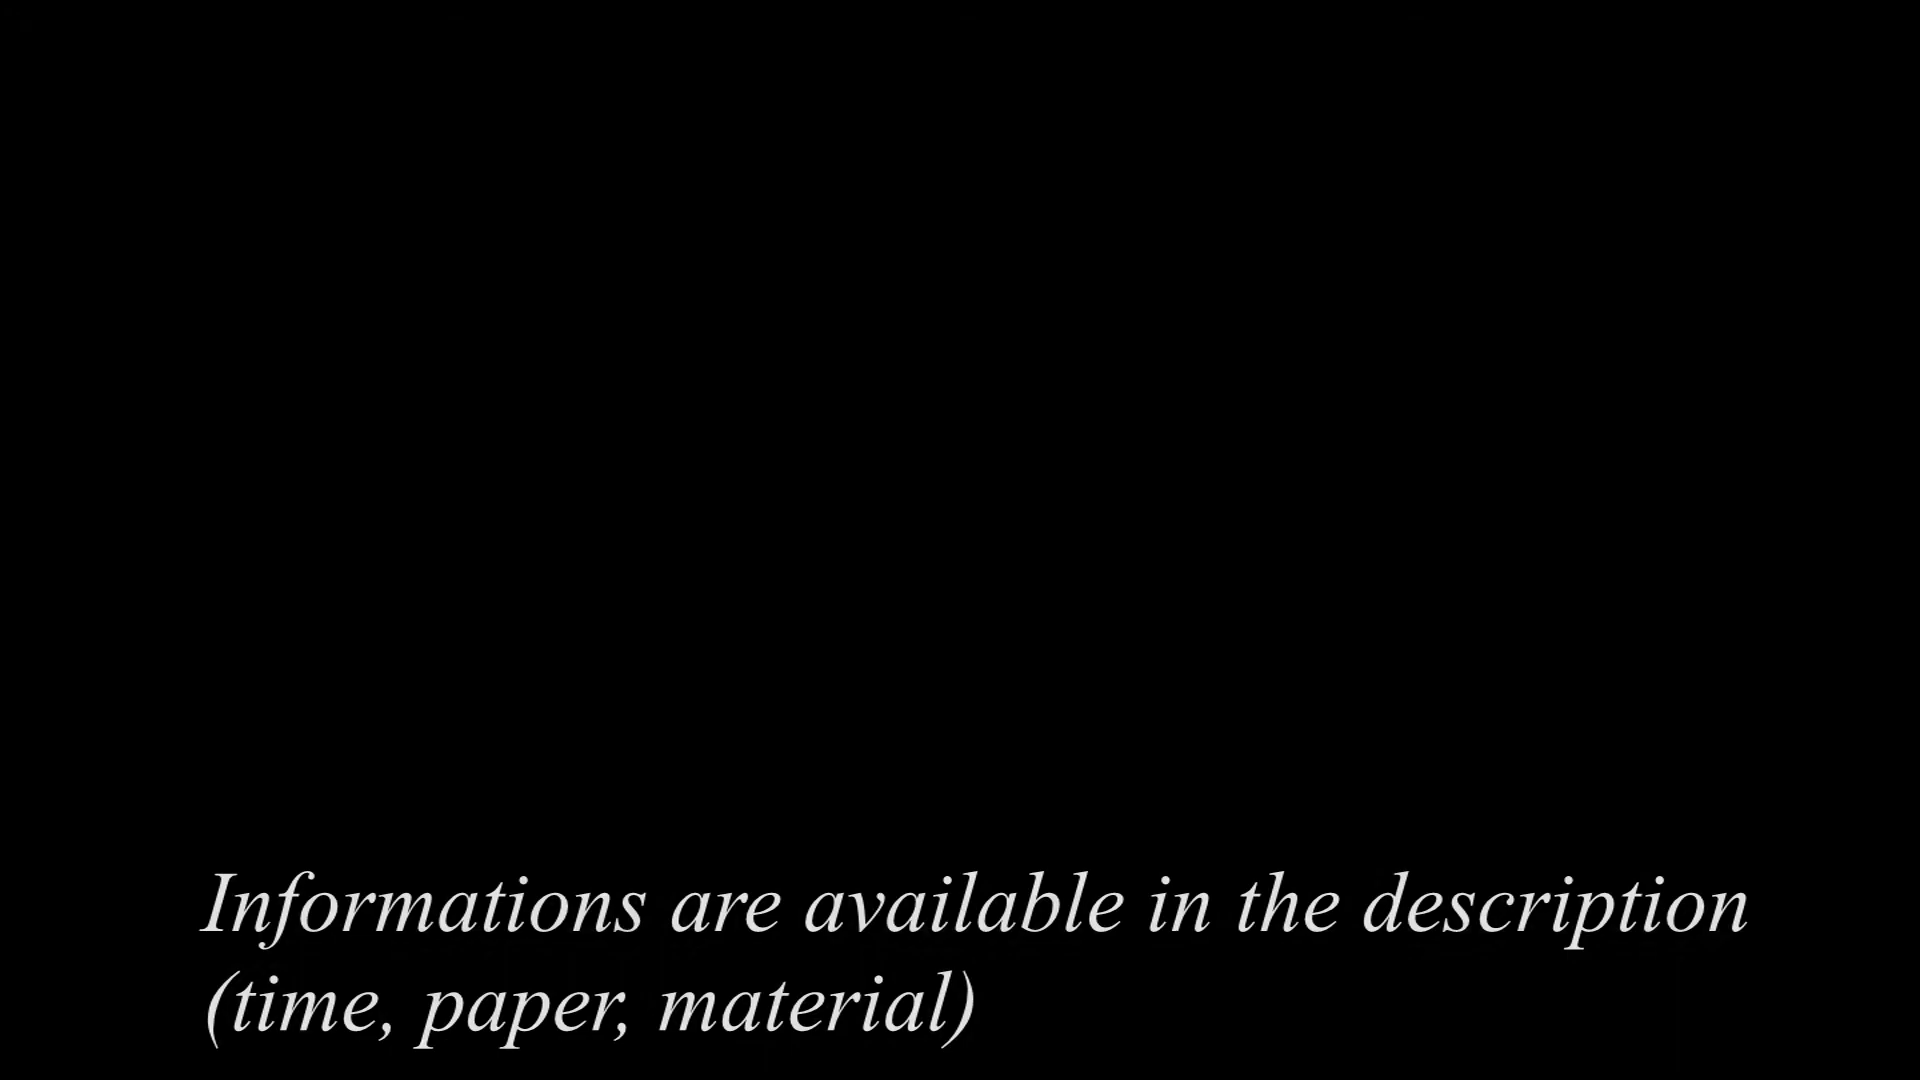 Informations are available in the description
(time, paper, material)